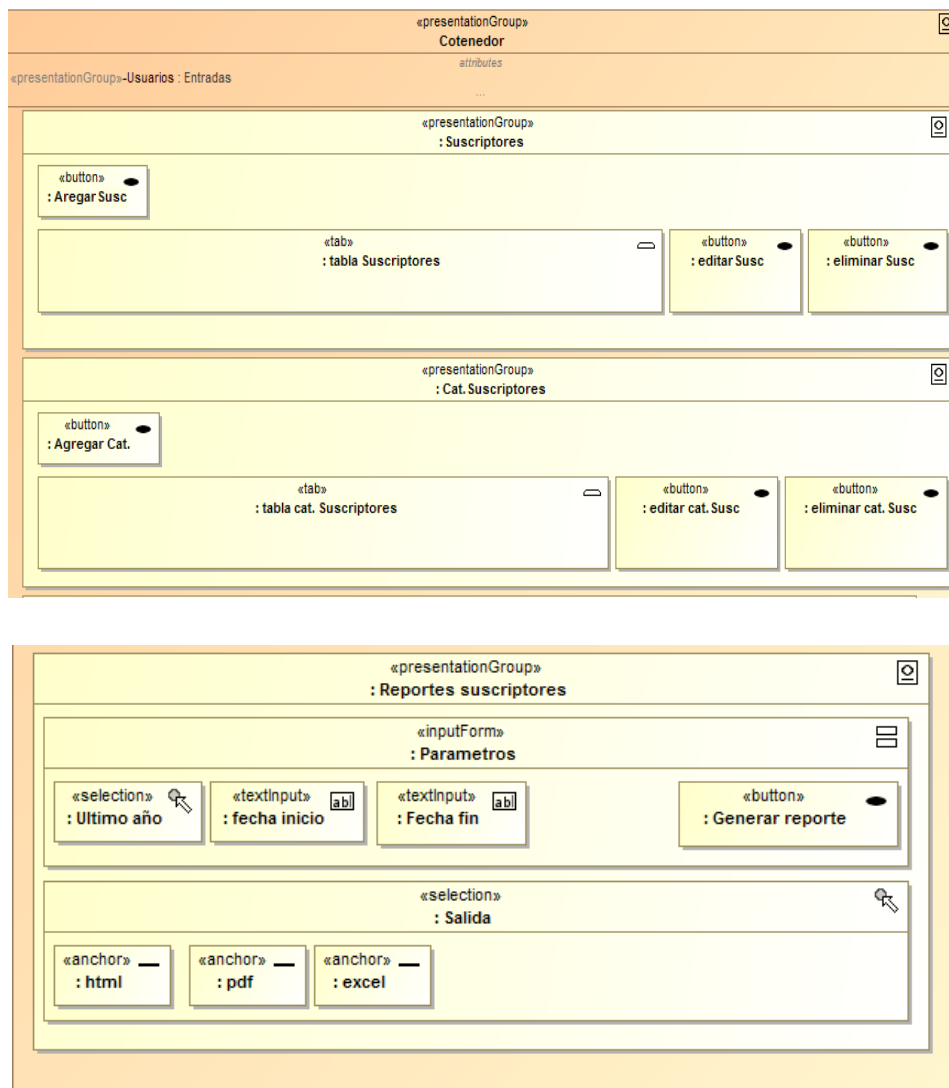 «presentationGroup»
Cotenedor
attributes
«presentationGroup»-Usuarios : Entradas
...
«presentationGroup»
: Suscriptores
«button»
: Aregar Susc
«tab»
: tabla Suscriptores
«button»
: editar Susc
«button»
: eliminar Susc
«presentationGroup»
: Cat. Suscriptores
«button»
: Agregar Cat.
«tab»
: tabla cat. Suscriptores
«button»
: editar cat. Susc
«button»
: eliminar cat. Susc
«presentationGroup»
: Reportes suscriptores
«inputForm»
: Parametros
«selection»
: Ultimo año
«textInput»
: fecha inicio
abl
«textInput»
: Fecha fin
abl
«button»
: Generar reporte
«selection»
: Salida
«anchor»
: html
«anchor»
: pdf
«anchor»
: excel